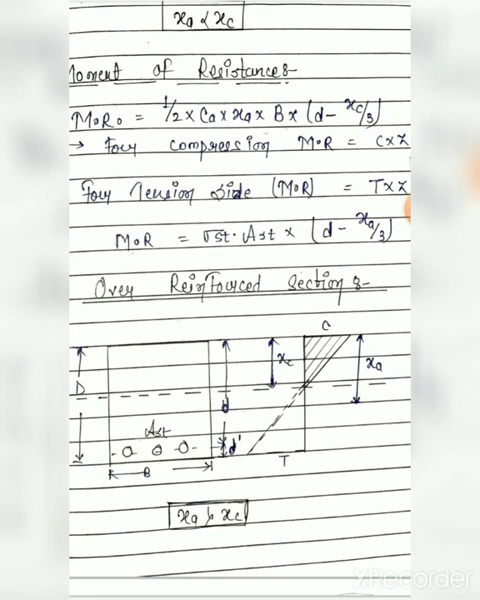 xa < xc
Moment of Resistance:-
M.O.R. = 1/2 x Ca x xa x B x (d - xc/3)
→ For compression M.O.R = C x Z
For Tension side (M.O.R) = T x Z
M.O.R = σst. Ast x (d - xa/3)
Over Reinforced section:-
C
D
d
xc
xa
Ast
d'
B
T
xa > xc
XRecorder